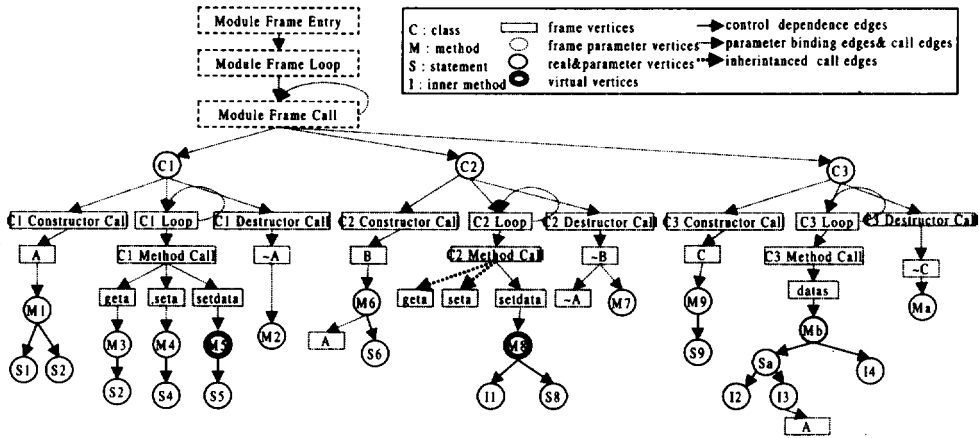 Module Frame Entry
Module Frame Loop
Module Frame Call
C : class
M : method
S : statement
I : inner method
frame vertices
frame parameter vertices
real&parameter vertices
virtual vertices
control dependence edges
parameter binding edges& call edges
inherintanced call edges
C1
C2
C3
C1 Constructor Cal
C1 Loop
C1 Destructor Call
C2 Constructor Cal
C2 Loop
C2 Destructor Cal
C3 Constructor Cal
C3 Loop
C3 Destructor Cal
A
C1 Method Call
~A
B
C2 Method Call
~B
C
C3 Method Call
~C
geta
.seta
setdata
geta
seta
setdata
~A
datas
M1
M3
M4
M5
M2
M6
M7
M8
M9
Mb
Ma
S1
S2
S2
S4
S5
A
S6
I1
S8
S9
Sa
I4
I2
I3
A